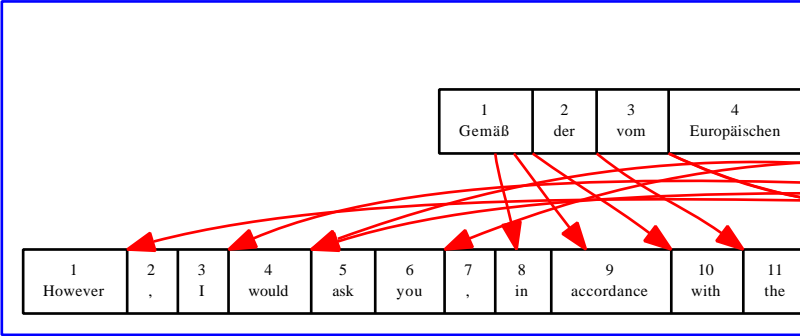 1 2 3 4
Gemäß der vom Europäischen
1 2 3 4 5 6 7 8 9 10 11
However , I would ask you , in accordance with the